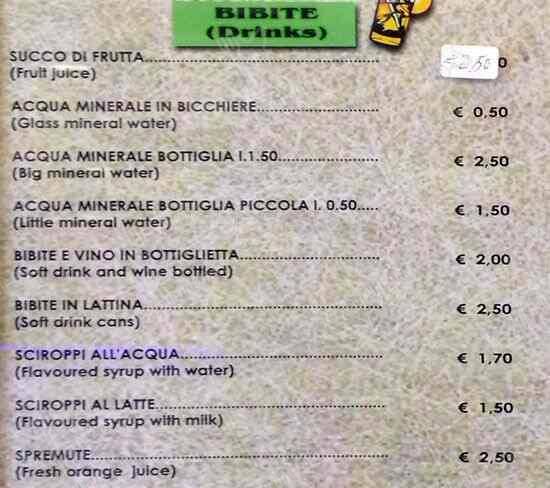 BIBITE
(Drinks)
SUCCO DI FRUTTA.......................................................... € 2,50 0
(Fruit juice)
ACQUA MINERALE IN BICCHIERE.............................. € 0,50
(Glass mineral water)
ACQUA MINERALE BOTTIGLIA l.1.50......................... € 2,50
(Big mineral water)
ACQUA MINERALE BOTTIGLIA PICCOLA l. 0.50..... € 1,50
(Little mineral water)
BIBITE E VINO IN BOTTIGLIETTA.................................. € 2,00
(Soft drink and wine bottled)
BIBITE IN LATTINA........................................................... € 2,50
(Soft drink cans)
SCIROPPI ALL'ACQUA.................................................. € 1,70
(Flavoured syrup with water)
SCIROPPI AL LATTE......................................................... € 1,50
(Flavoured syrup with milk)
SPREMUTE......................................................................... € 2,50
(Fresh orange juice)